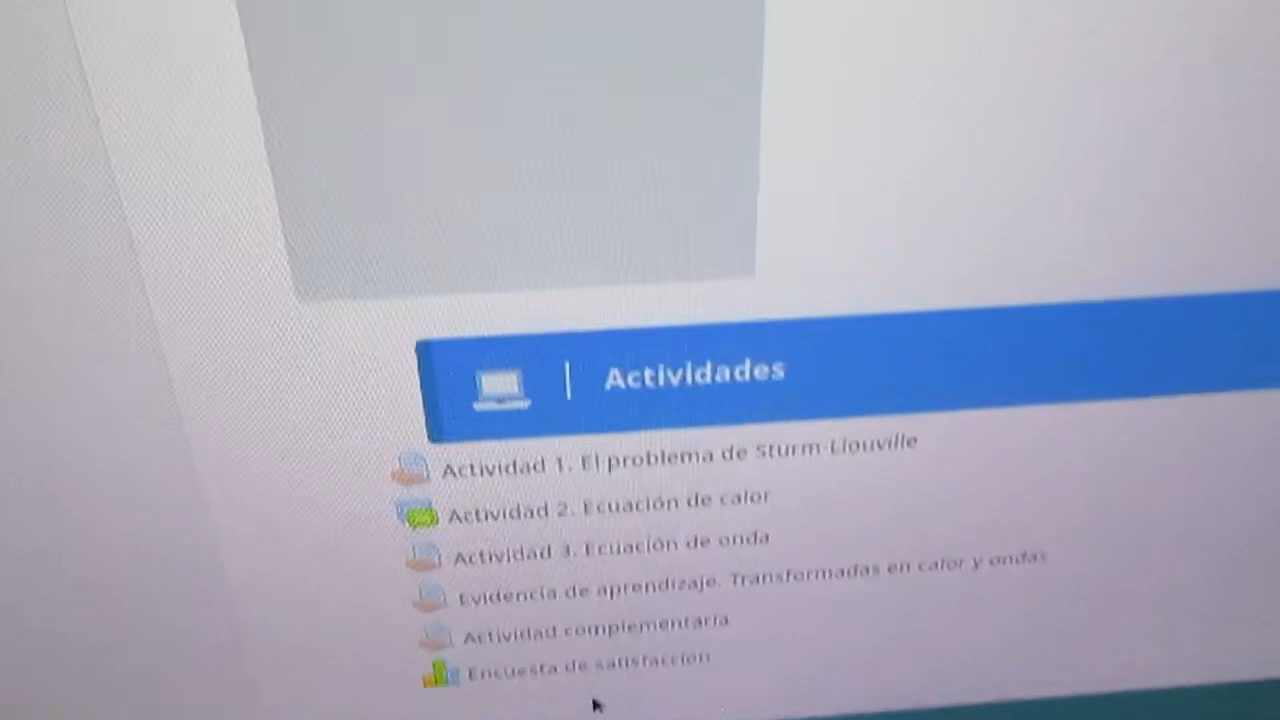 Actividades
Actividad 1. El problema de Sturm-Liouville
Actividad 2. Ecuación de calor
Actividad 3. Ecuación de onda
Evidencia de aprendizaje. Transformadas en calor y ondas
Actividad complementaria
Encuesta de satisfacción